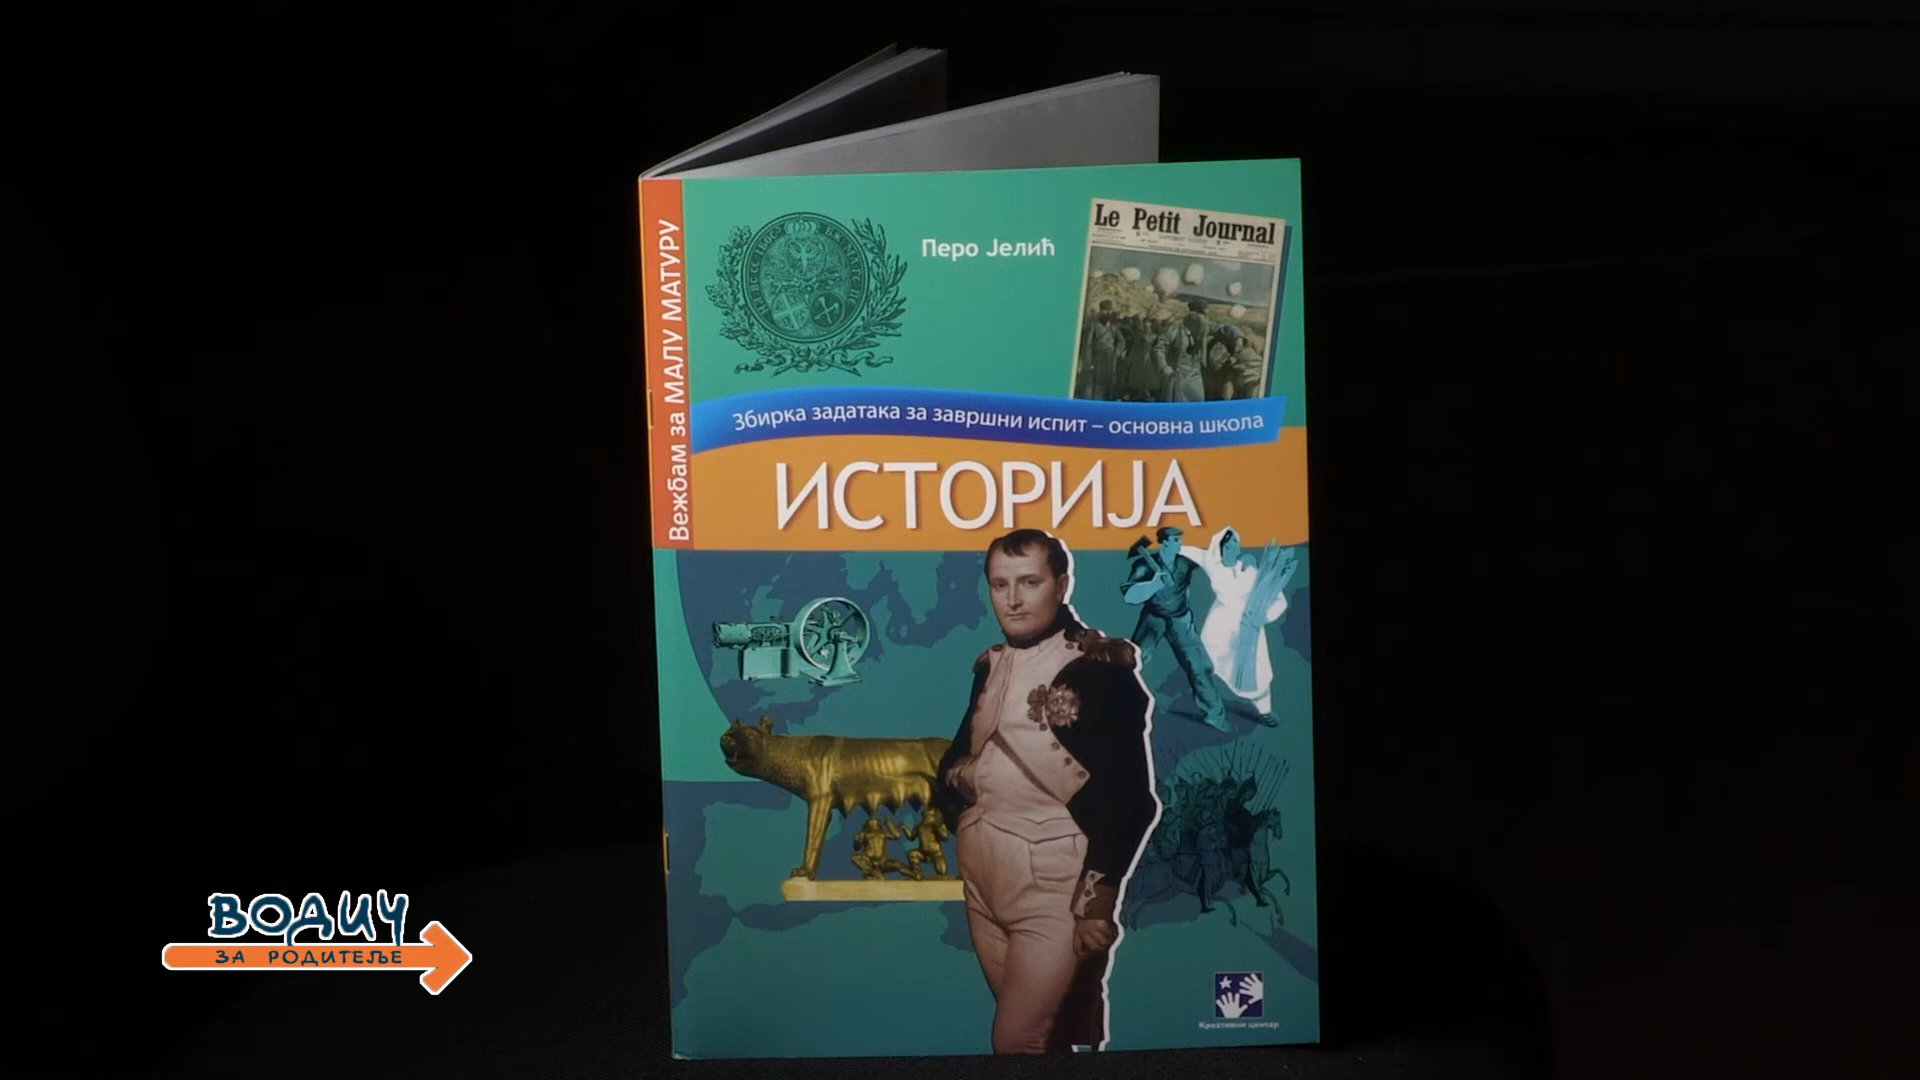 Вежбам за МАЛУ МАТУРУ
Перо Јелић
Le Petit Journal
Збирка задатака за завршни испит – основна школа
ИСТОРИЈА
Креативни центар
ВОДИЧ
ЗА РОДИТЕЉЕ